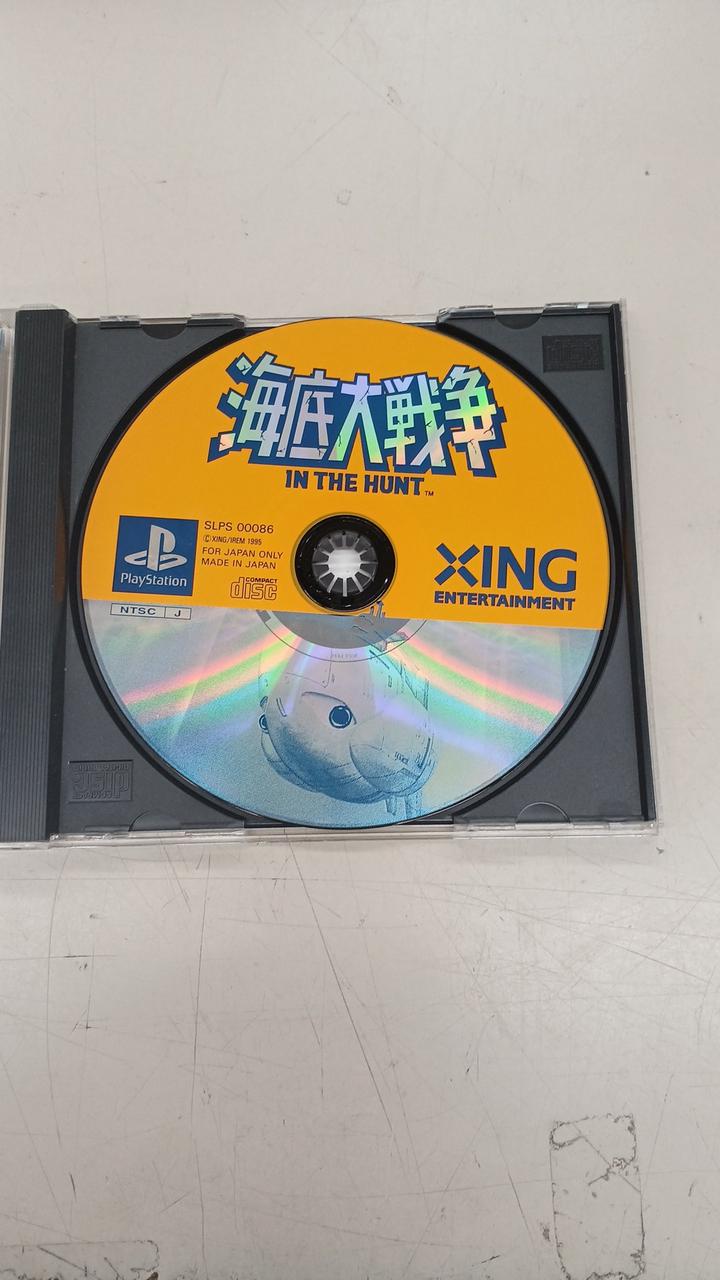 海底大戦争
IN THE HUNT™
PlayStation
SLPS 00086
©XING/IREM 1995
FOR JAPAN ONLY
MADE IN JAPAN
COMPACT
disc
XING
ENTERTAINMENT
NTSC J